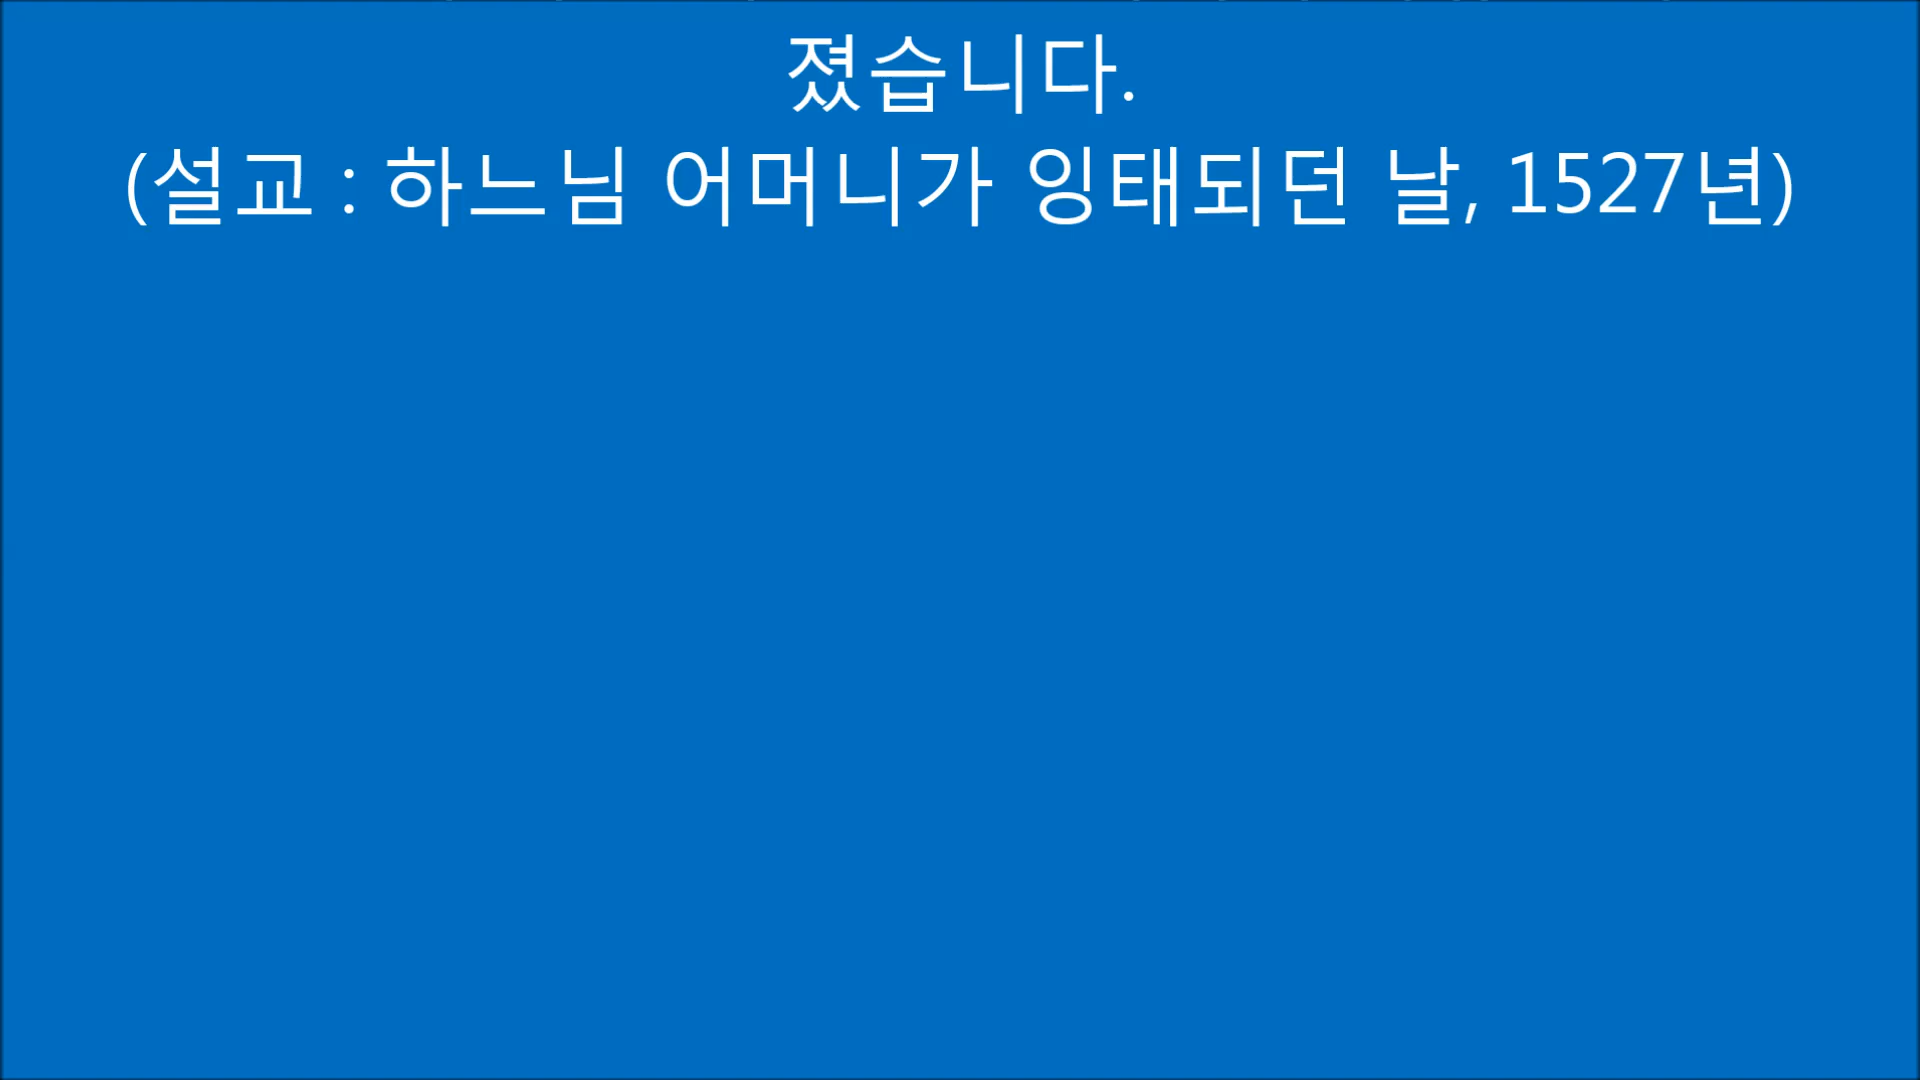 졌습니다.
(설교 : 하느님 어머니가 잉태되던 날, 1527년)